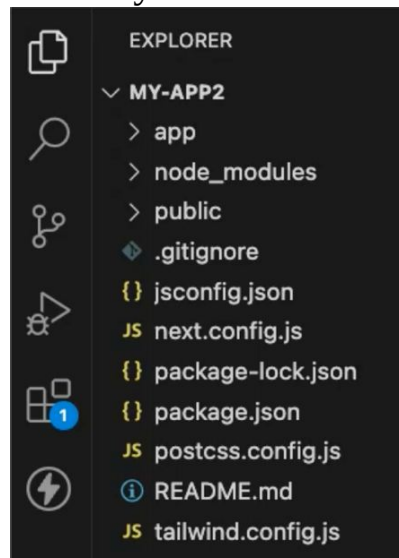 EXPLORER
MY-APP2
app
node_modules
public
.gitignore
{} jsconfig.json
JS next.config.js
{} package-lock.json
{} package.json
JS postcss.config.js
README.md
JS tailwind.config.js
1